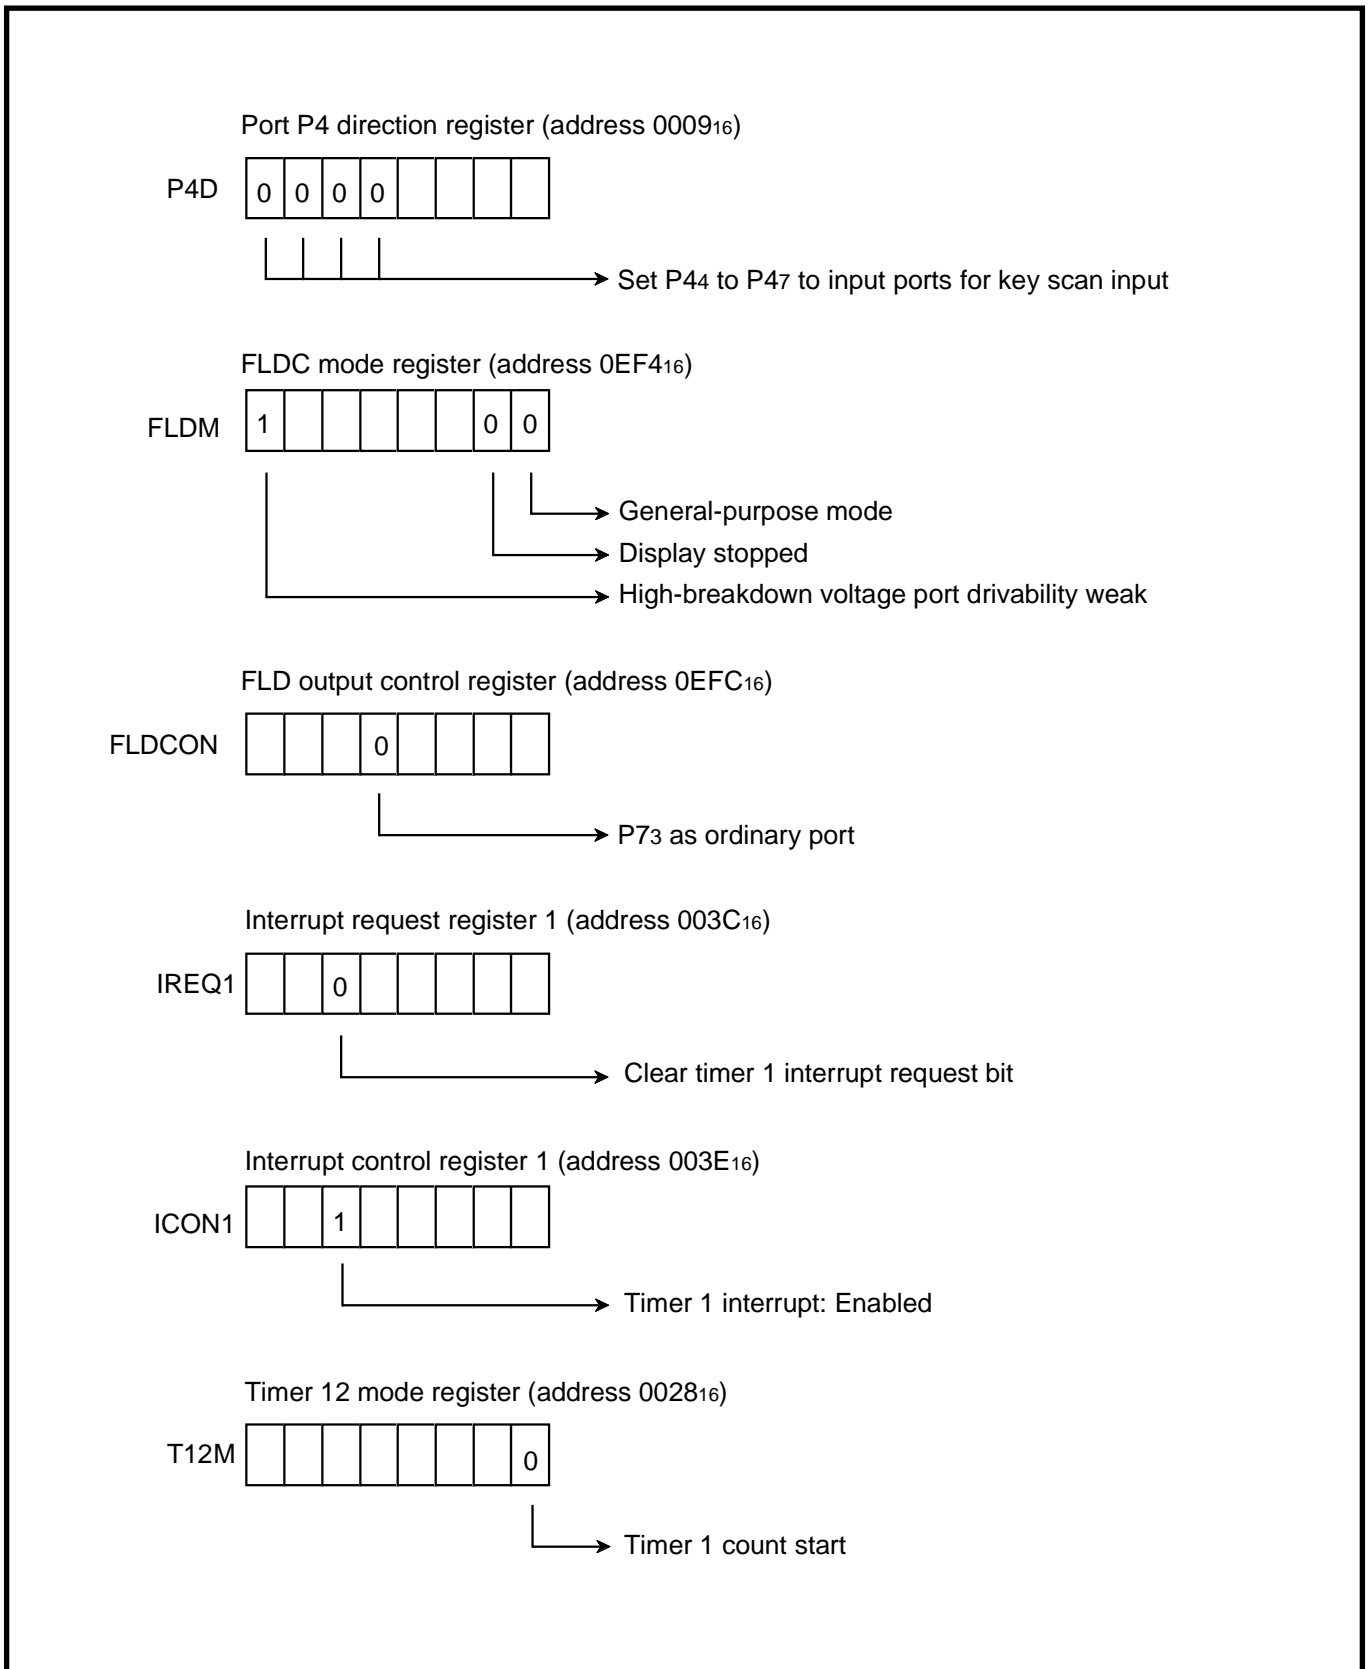 Port P4 direction register (address 000916)
P4D 0 0 0 0
Set P44 to P47 to input ports for key scan input
FLDC mode register (address 0EF416)
FLDM 1 0 0
General-purpose mode
Display stopped
High-breakdown voltage port drivability weak
FLD output control register (address 0EFC16)
FLDCON 0
P73 as ordinary port
Interrupt request register 1 (address 003C16)
IREQ1 0
Clear timer 1 interrupt request bit
Interrupt control register 1 (address 003E16)
ICON1 1
Timer 1 interrupt: Enabled
Timer 12 mode register (address 002816)
T12M 0
Timer 1 count start